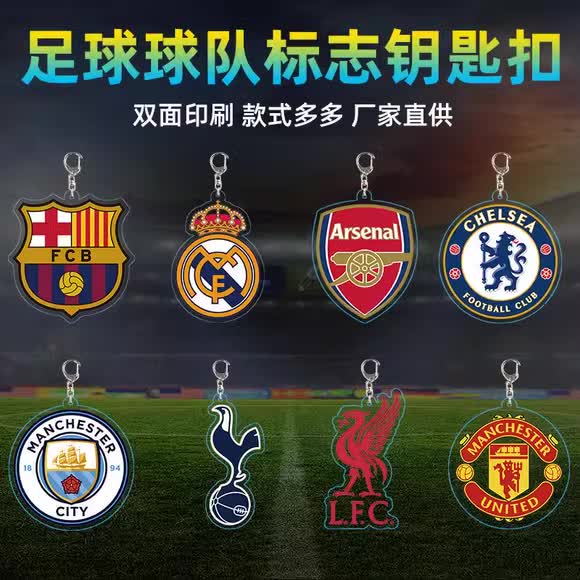 足球球队标志钥匙扣
双面印刷 款式多多 厂家直供
FCB
Arsenal
CHELSEA
FOOTBALL CLUB
MANCHESTER
18 94
CITY
L.F.C.
MANCHESTER
UNITED